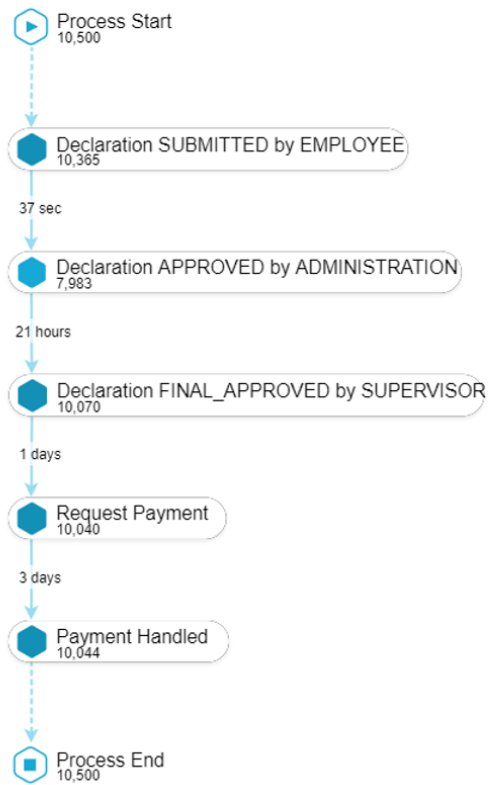 Process Start
10,500
Declaration SUBMITTED by EMPLOYEE
10,365
37 sec
Declaration APPROVED by ADMINISTRATION
7,983
21 hours
Declaration FINAL_APPROVED by SUPERVISOR
10,070
1 days
Request Payment
10,040
3 days
Payment Handled
10,044
Process End
10,500